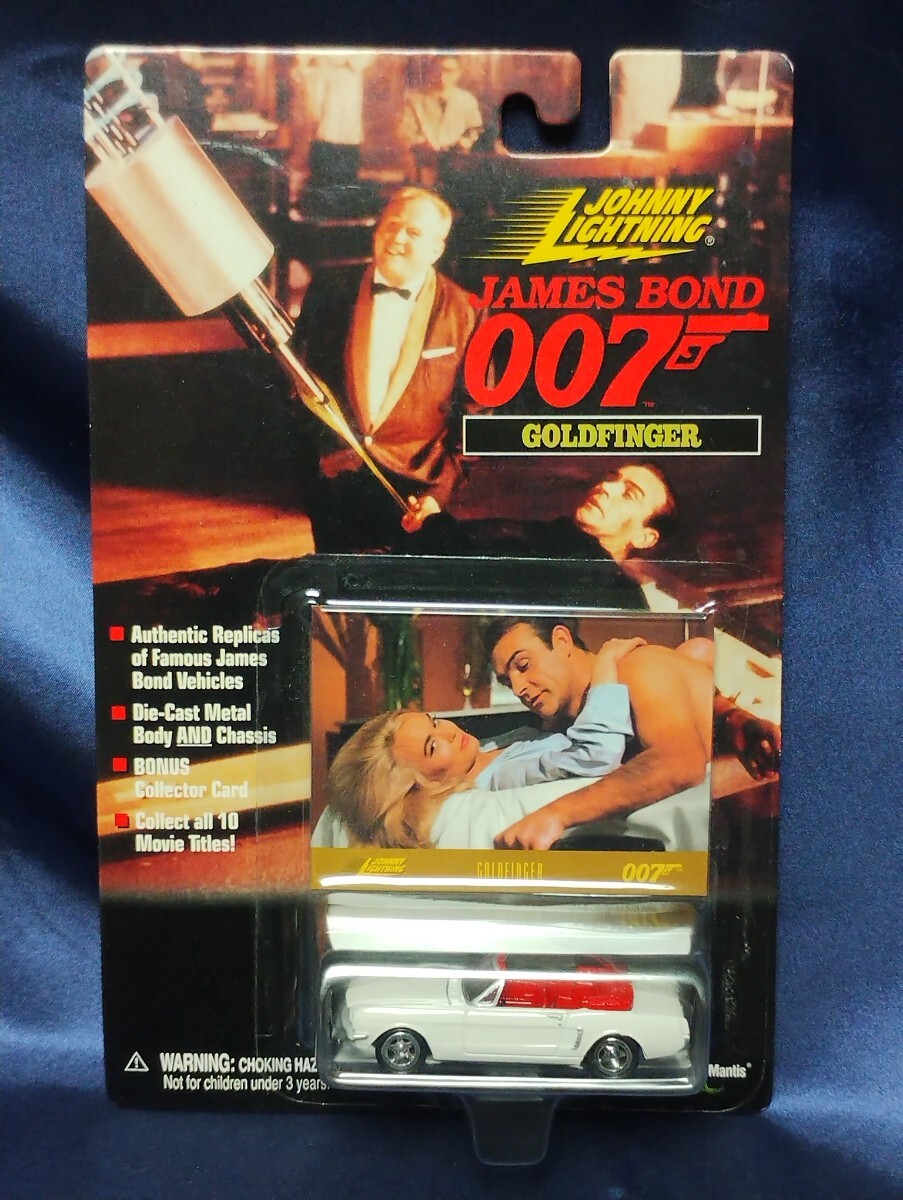 JOHNNY
LIGHTNING®
JAMES BOND
007
™
GOLDFINGER
Authentic Replicas
of Famous James
Bond Vehicles
Die-Cast Metal
Body AND Chassis
BONUS
Collector Card
Collect all 10
Movie Titles!
JOHNNY
LIGHTNING
GOLDFINGER
007
WARNING: CHOKING HAZ
Not for children under 3 years.
Mantis®